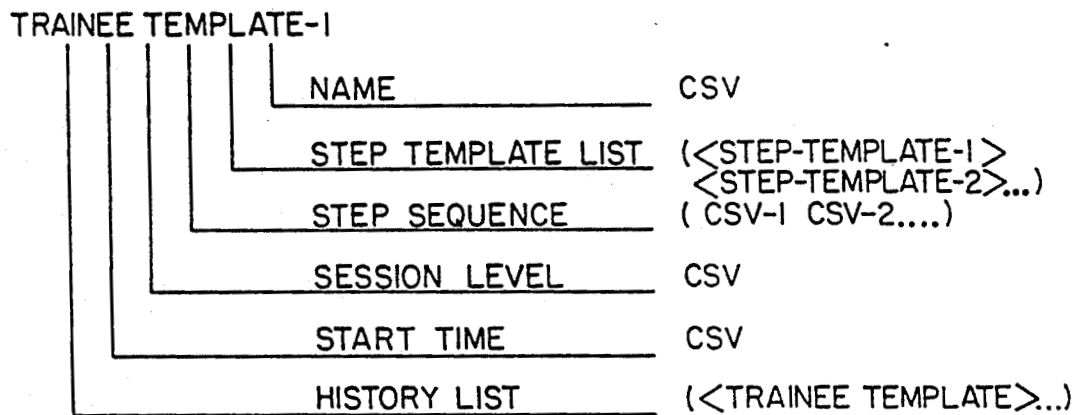 TRAINEE TEMPLATE-1
NAME CSV
STEP TEMPLATE LIST (<STEP-TEMPLATE-1>
<STEP-TEMPLATE-2>...)
STEP SEQUENCE ( CSV-1 CSV-2....)
SESSION LEVEL CSV
START TIME CSV
HISTORY LIST (<TRAINEE TEMPLATE>..)